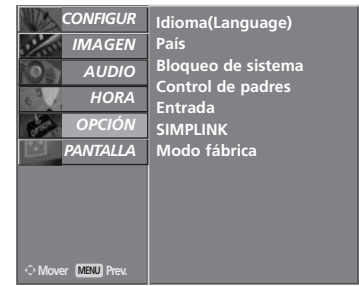 CONFIGUR
IMAGEN
AUDIO
HORA
OPCIÓN
PANTALLA
Mover MENU Prev.
Idioma(Language)
País
Bloqueo de sistema
Control de padres
Entrada
SIMPLINK
Modo fábrica